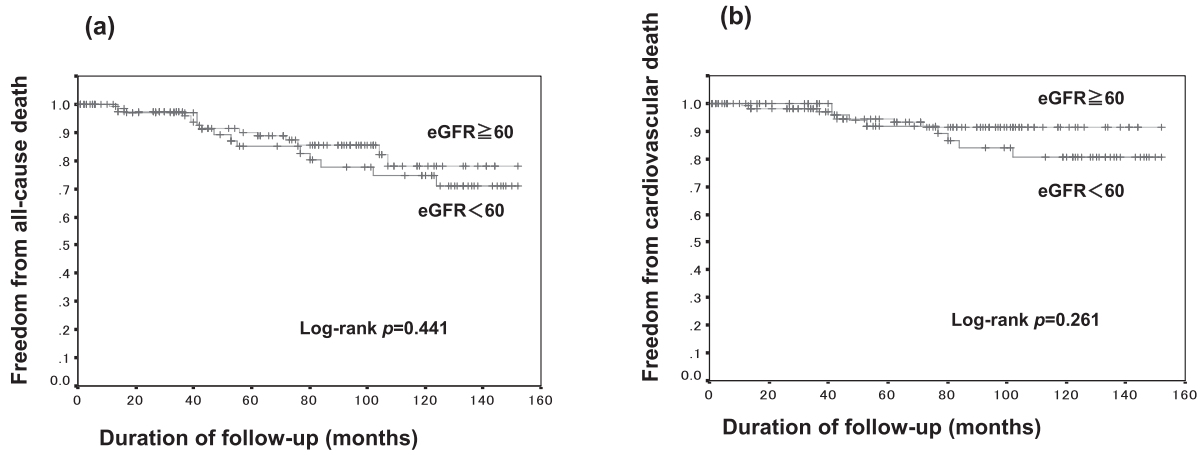 (a)
Freedom from all-cause death
1.0
.9
.8
.7
.6
.5
.4
.3
.2
.1
0.0
eGFR≧60
eGFR<60
Log-rank p=0.441
0 20 40 60 80 100 120 140 160
Duration of follow-up (months)
(b)
Freedom from cardiovascular death
1.0
.9
.8
.7
.6
.5
.4
.3
.2
.1
0.0
eGFR≧60
eGFR<60
Log-rank p=0.261
0 20 40 60 80 100 120 140 160
Duration of follow-up (months)